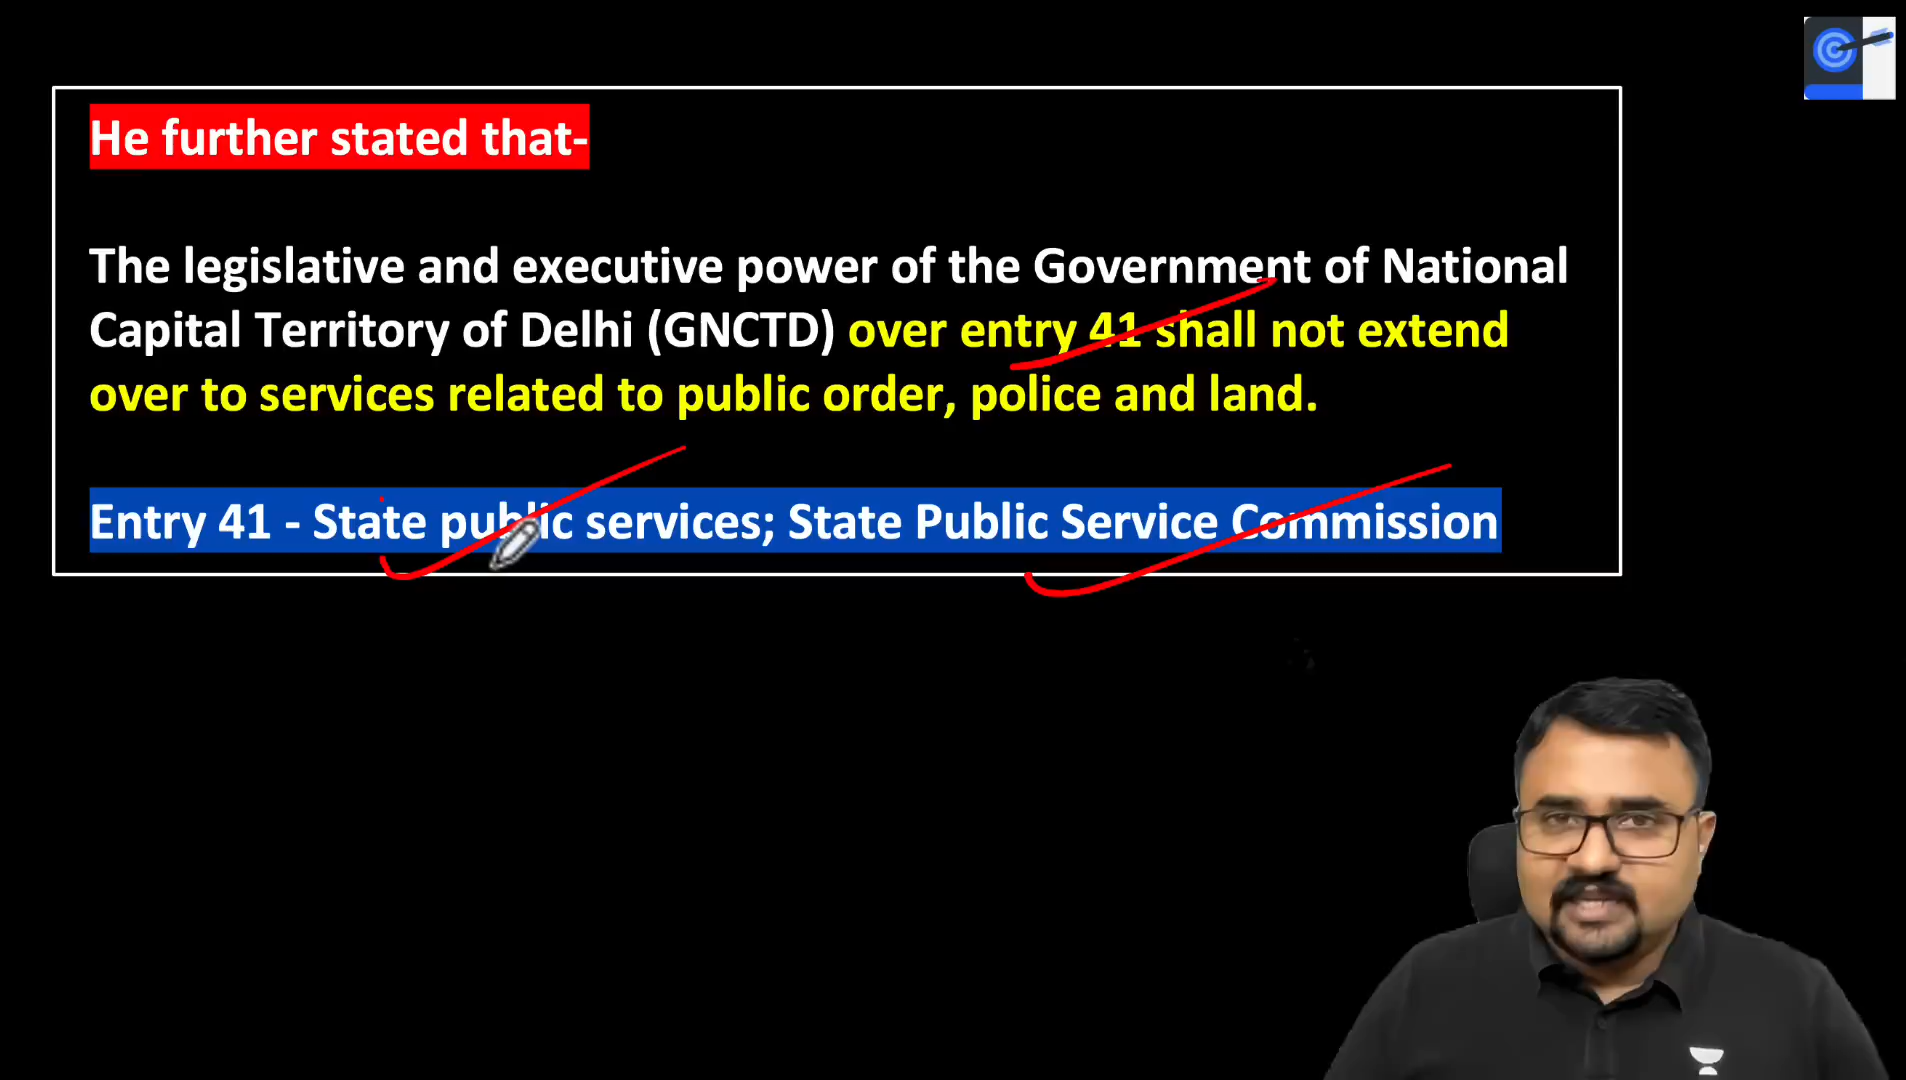 He further stated that-
The legislative and executive power of the Government of National
Capital Territory of Delhi (GNCTD) over entry 41 shall not extend
over to services related to public order, police and land.
Entry 41 - State public services; State Public Service Commission